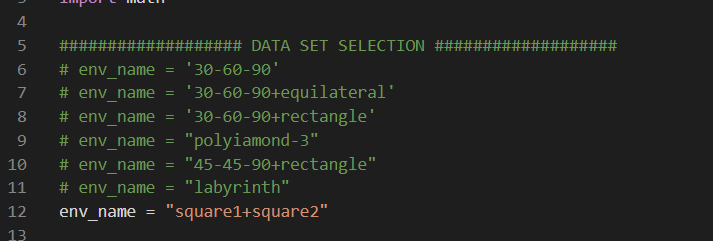 3 import math
4
5 ################### DATA SET SELECTION ###################
6 # env_name = '30-60-90'
7 # env_name = '30-60-90+equilateral'
8 # env_name = '30-60-90+rectangle'
9 # env_name = "polyiamond-3"
10 # env_name = "45-45-90+rectangle"
11 # env_name = "labyrinth"
12 env_name = "square1+square2"
13